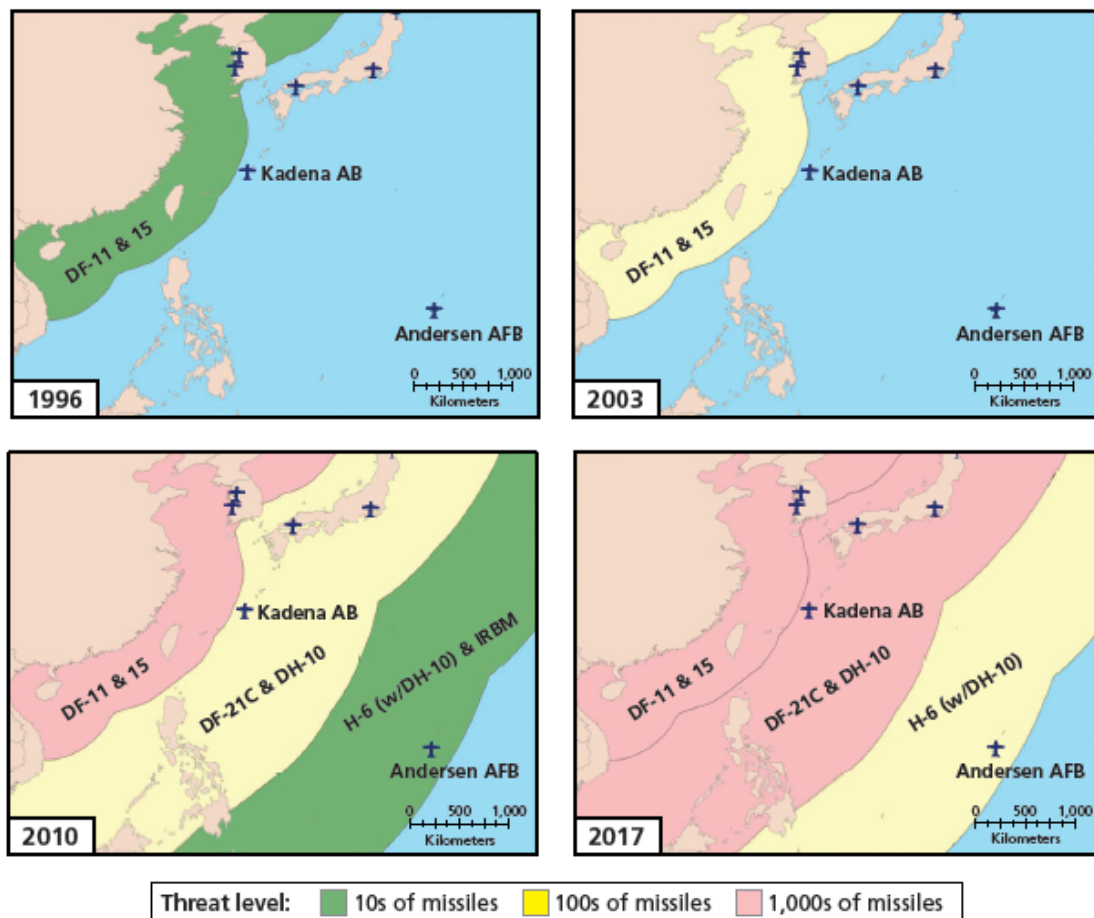 DF-11 & 15
Kadena AB
Andersen AFB
0 500 1,000
Kilometers
1996
DF-11 & 15
Kadena AB
Andersen AFB
0 500 1,000
Kilometers
2003
DF-11 & 15
Kadena AB
DF-21C & DH-10
H-6 (w/DH-10) & IRBM
Andersen AFB
0 500 1,000
Kilometers
2010
DF-11 & 15
Kadena AB
DF-21C & DH-10
H-6 (w/DH-10)
Andersen AFB
0 500 1,000
Kilometers
2017
Threat level: 10s of missiles 100s of missiles 1,000s of missiles